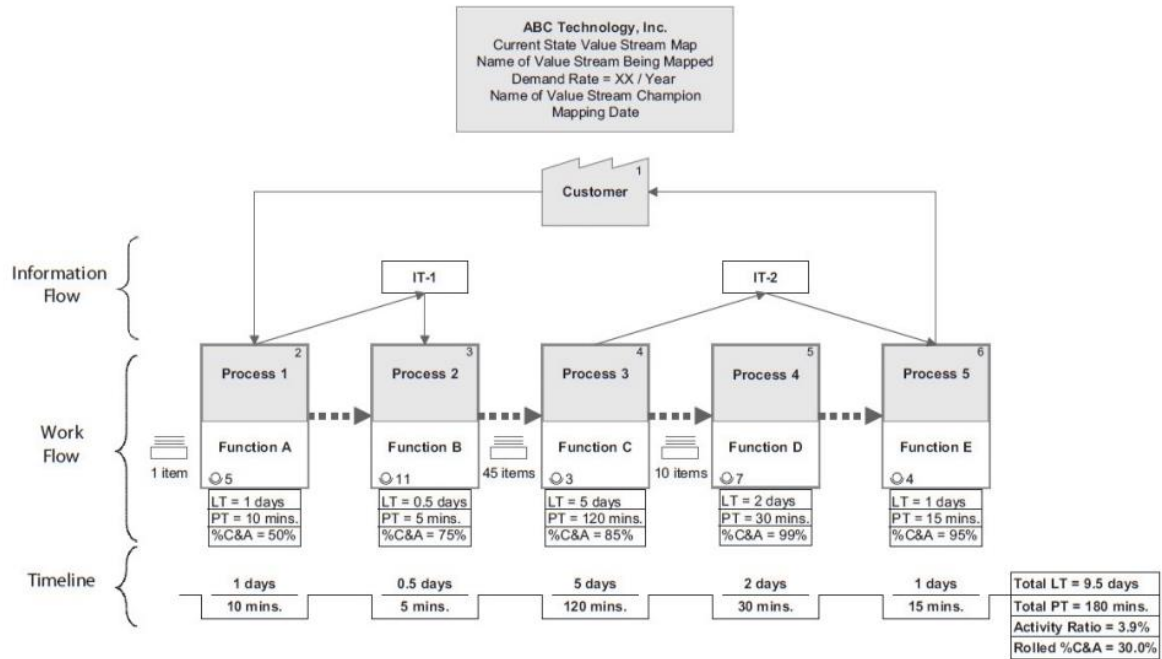 ABC Technology, Inc.
Current State Value Stream Map
Name of Value Stream Being Mapped
Demand Rate = XX / Year
Name of Value Stream Champion
Mapping Date
1
Customer
Information
Flow
IT-1
IT-2
2
Process 1
Function A
5
3
Process 2
Function B
11
4
Process 3
Function C
3
5
Process 4
Function D
7
6
Process 5
Function E
4
Work
Flow
1 item
45 items
10 items
LT = 1 days
PT = 10 mins.
%C&A = 50%
LT = 0.5 days
PT = 5 mins.
%C&A = 75%
LT = 5 days
PT = 120 mins.
%C&A = 85%
LT = 2 days
PT = 30 mins.
%C&A = 99%
LT = 1 days
PT = 15 mins.
%C&A = 95%
Timeline
1 days
10 mins.
0.5 days
5 mins.
5 days
120 mins.
2 days
30 mins.
1 days
15 mins.
Total LT = 9.5 days
Total PT = 180 mins.
Activity Ratio = 3.9%
Rolled %C&A = 30.0%